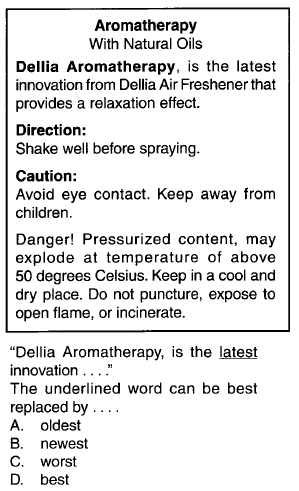 Aromatherapy
With Natural Oils
Dellia Aromatherapy, is the latest
innovation from Dellia Air Freshener that
provides a relaxation effect.
Direction:
Shake well before spraying.
Caution:
Avoid eye contact. Keep away from
children.
Danger! Pressurized content, may
explode at temperature of above
50 degrees Celsius. Keep in a cool and
dry place. Do not puncture, expose to
open flame, or incinerate.
“Dellia Aromatherapy, is the latest
innovation . . . .”
The underlined word can be best
replaced by . . . .
A. oldest
B. newest
C. worst
D. best